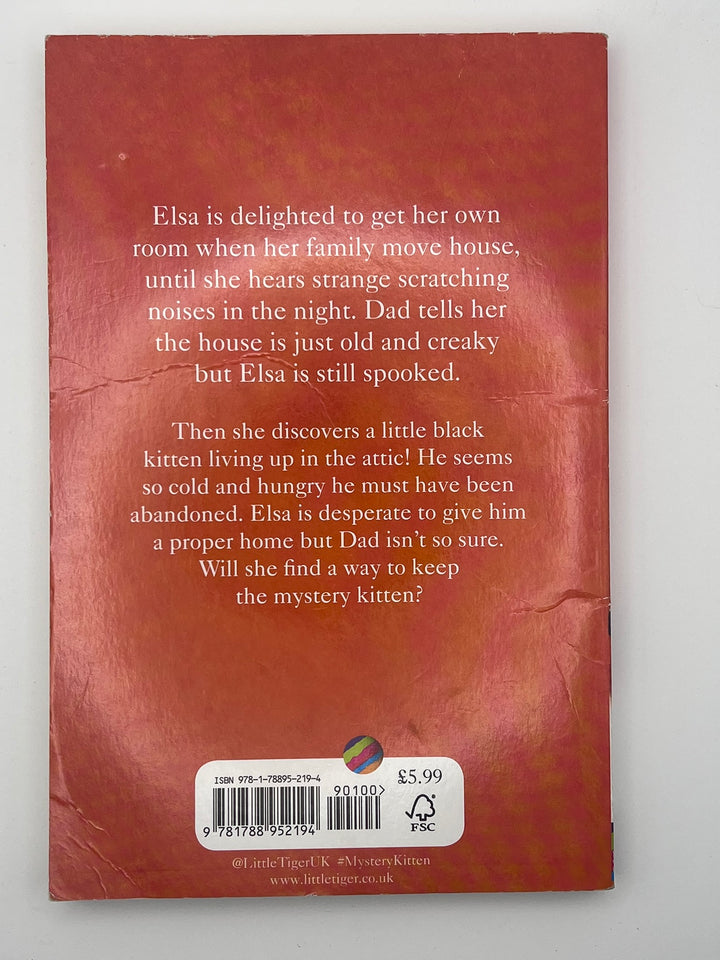 Elsa is delighted to get her own
room when her family move house,
until she hears strange scratching
noises in the night. Dad tells her
the house is just old and creaky
but Elsa is still spooked.
Then she discovers a little black
kitten living up in the attic! He seems
so cold and hungry he must have been
abandoned. Elsa is desperate to give him
a proper home but Dad isn't so sure.
Will she find a way to keep
the mystery kitten?
ISBN 978-1-78895-219-4
£5.99
90100>
9 781788 952194
FSC
@LittleTigerUK #MysteryKitten
www.littletiger.co.uk